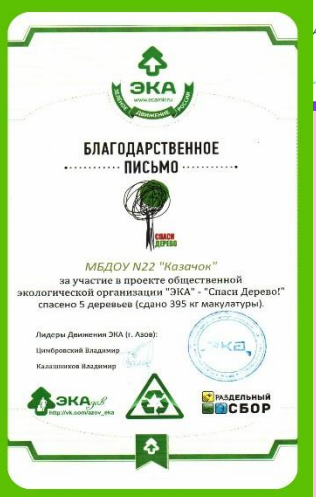 ЭКА
www.ecamir.ru
ЗЕЛЁНОЕ ДВИЖЕНИЕ РОССИИ
БЛАГОДАРСТВЕННОЕ
ПИСЬМО
СПАСИ
ДЕРЕВО
МБДОУ N22 "Казачок"
за участие в проекте общественной
экологической организации "ЭКА" - "Спаси Дерево!"
спасено 5 деревьев (сдано 395 кг макулатуры).
Лидеры Движения ЭКА (г. Азов):
Цимбровский Владимир
Калашников Владимир
эка
ЭКАзов
http://vk.com/azov_eka
РАЗДЕЛЬНЫЙ
СБОР